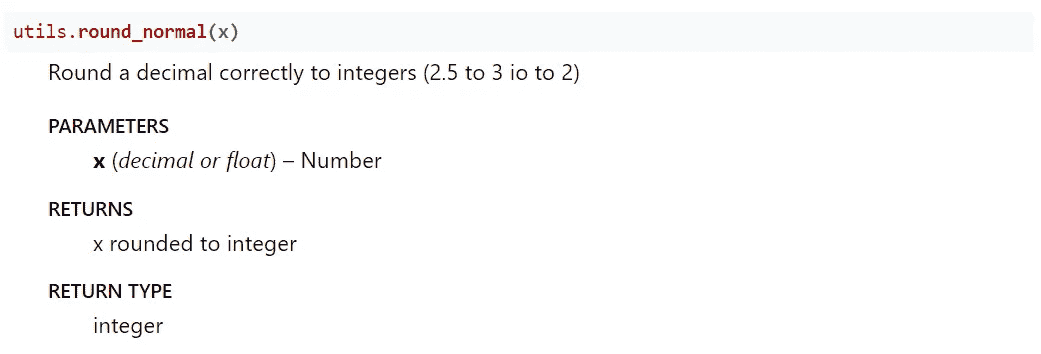 utils.round_normal(x)
Round a decimal correctly to integers (2.5 to 3 io to 2)
PARAMETERS
x (decimal or float) – Number
RETURNS
x rounded to integer
RETURN TYPE
integer